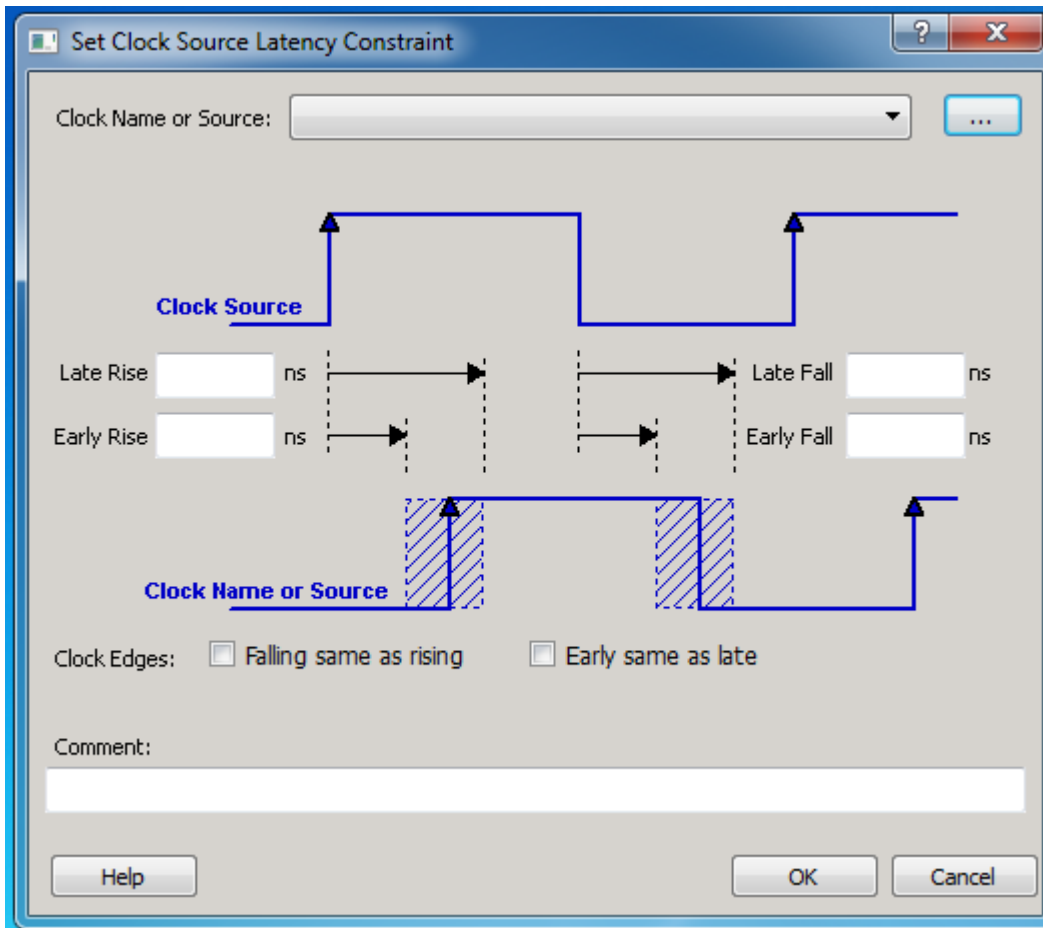 Set Clock Source Latency Constraint
?
Clock Name or Source:
...
Clock Source
Late Rise ns Late Fall ns
Early Rise ns Early Fall ns
Clock Name or Source
Clock Edges: Falling same as rising Early same as late
Comment:
Help OK Cancel